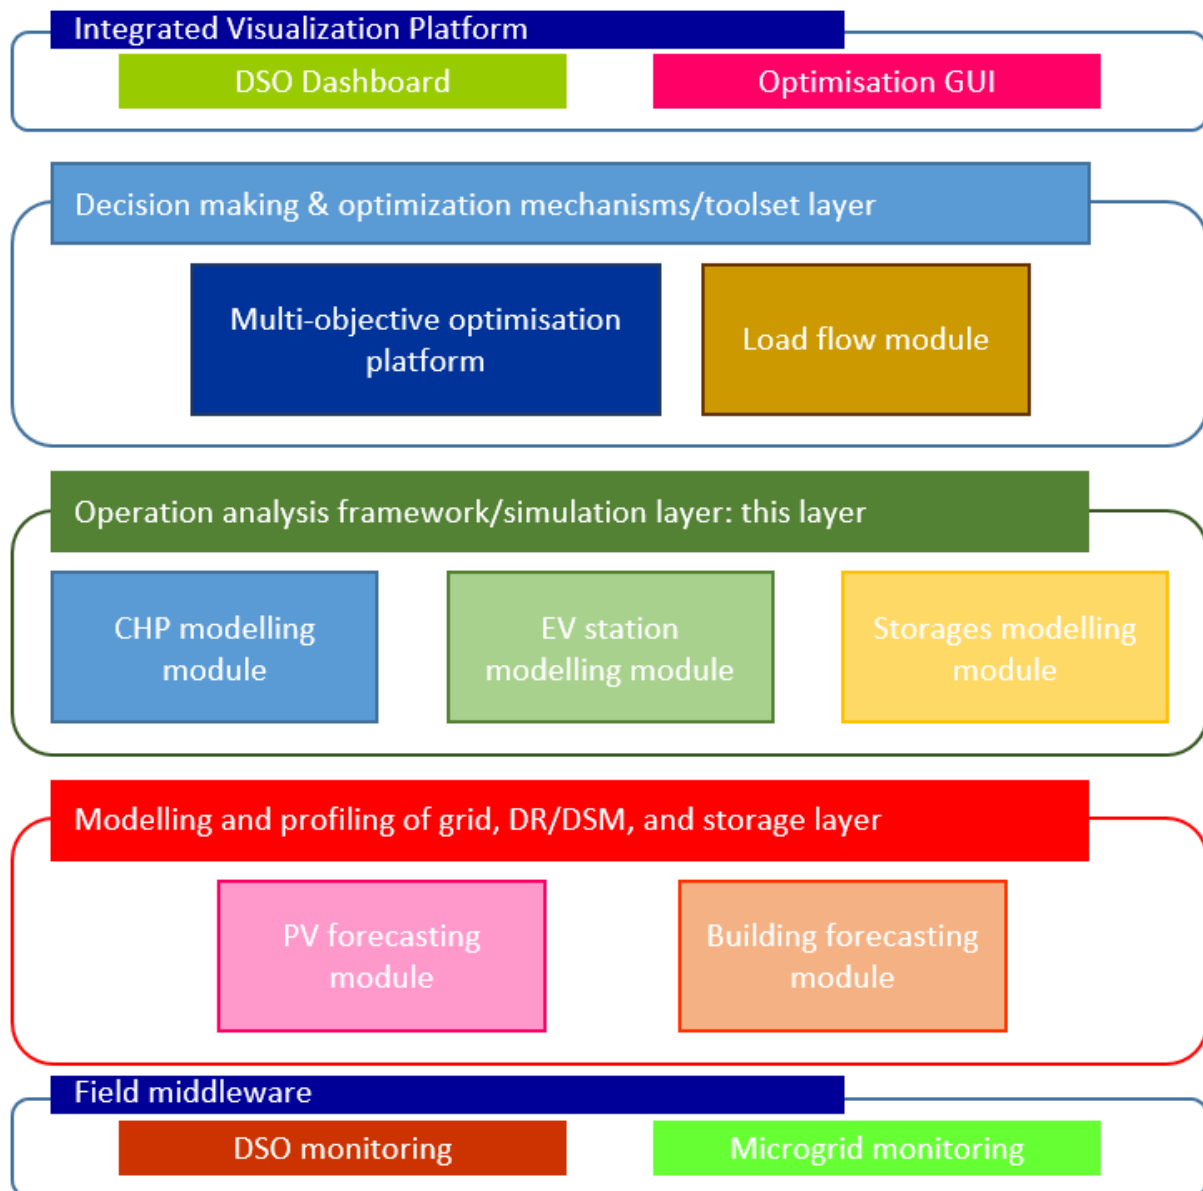 Integrated Visualization Platform
DSO Dashboard
Optimisation GUI
Decision making & optimization mechanisms/toolset layer
Multi-objective optimisation
platform
Load flow module
Operation analysis framework/simulation layer: this layer
CHP modelling
module
EV station
modelling module
Storages modelling
module
Modelling and profiling of grid, DR/DSM, and storage layer
PV forecasting
module
Building forecasting
module
Field middleware
DSO monitoring
Microgrid monitoring